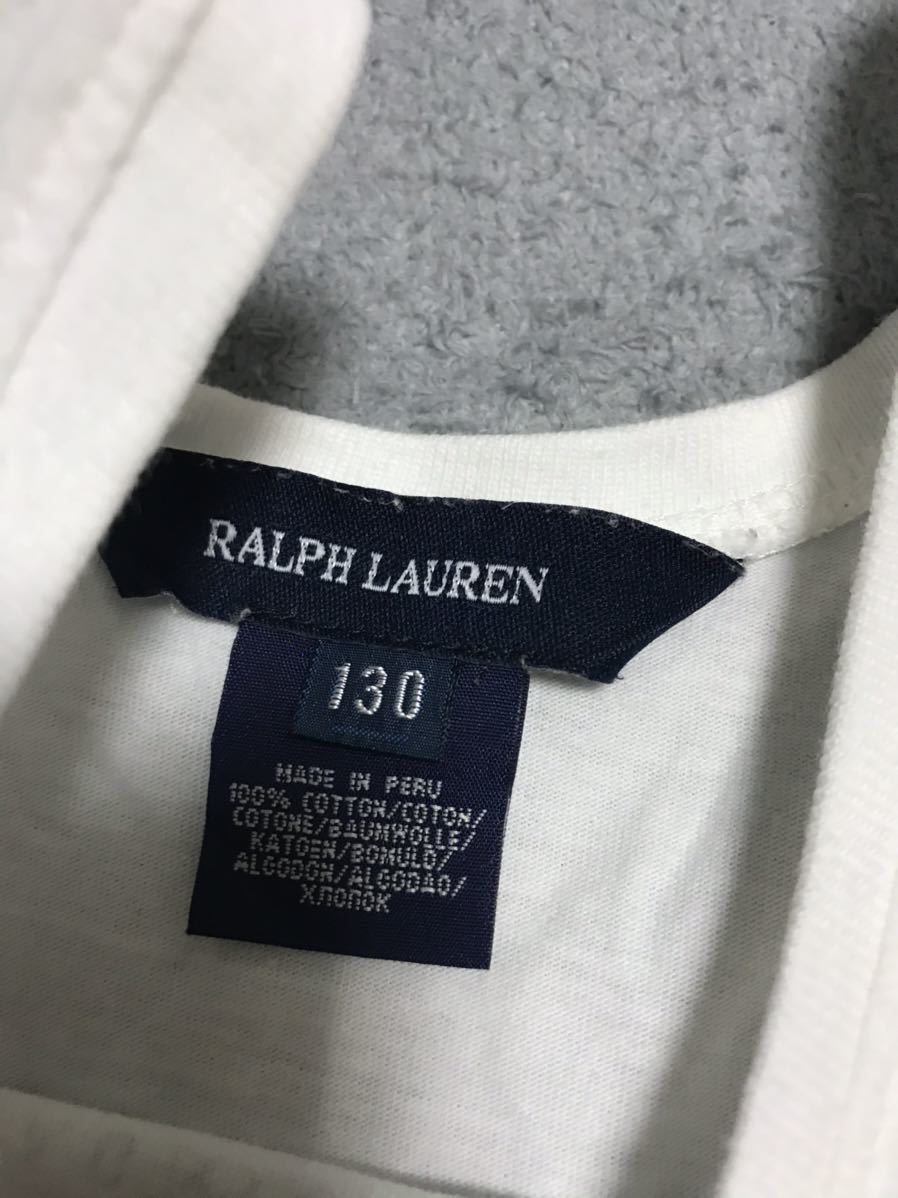 RALPH LAUREN
130
MADE IN PERU
100% COTTON/COTON/
COTONE/BAUMWOLLE/
KATOEN/BOMULD/
ALGODON/ALGODAO/
ХЛОПОК